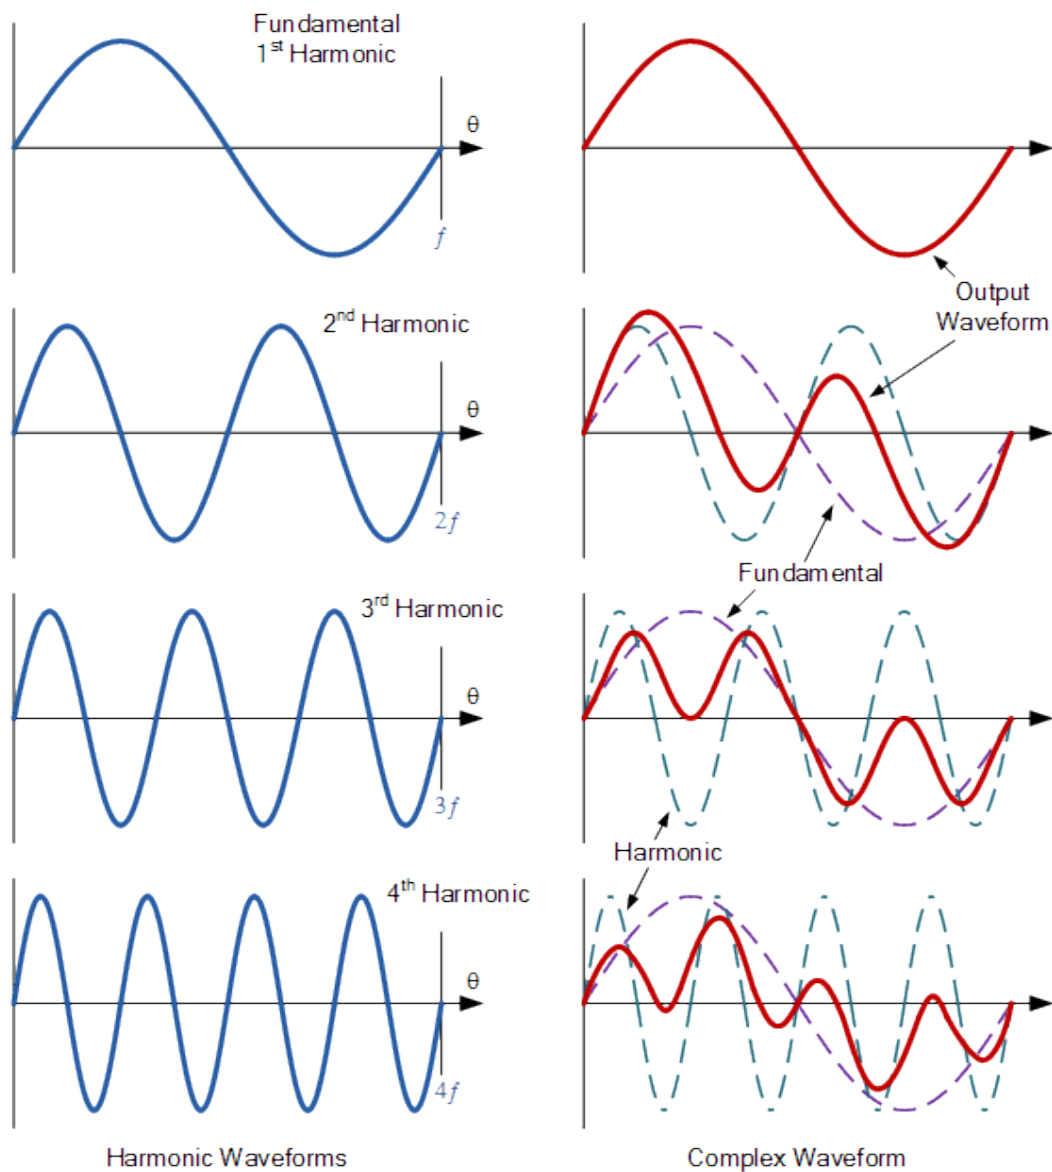 Fundamental
1st Harmonic
θ
f
Output
Waveform
2nd Harmonic
θ
2f
Fundamental
3rd Harmonic
θ
3f
Harmonic
4th Harmonic
θ
4f
Harmonic Waveforms
Complex Waveform